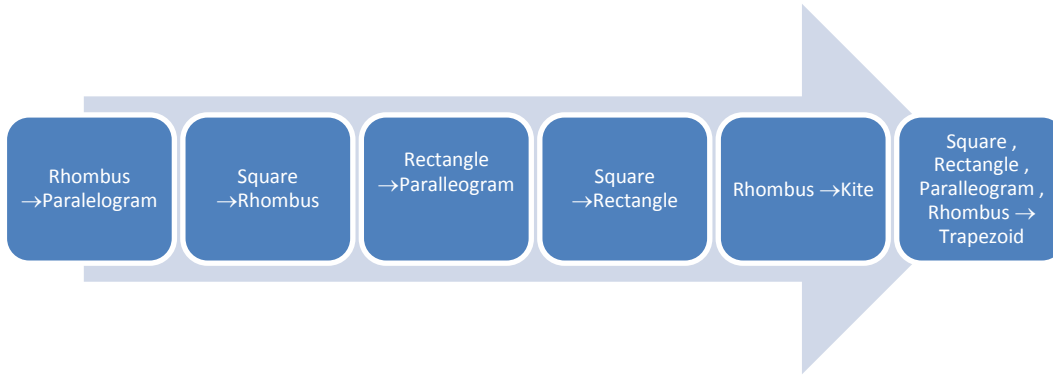 Rhombus
→Paralelogram
Square
→Rhombus
Rectangle
→Paralleogram
Square
→Rectangle
Rhombus →Kite
Square ,
Rectangle ,
Paralleogram ,
Rhombus →
Trapezoid